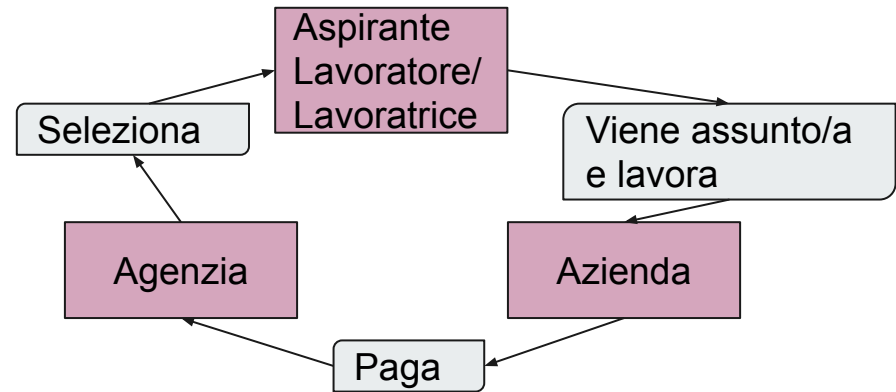 Aspirante
Lavoratore/
Lavoratrice
Seleziona
Viene assunto/a
e lavora
Agenzia
Azienda
Paga